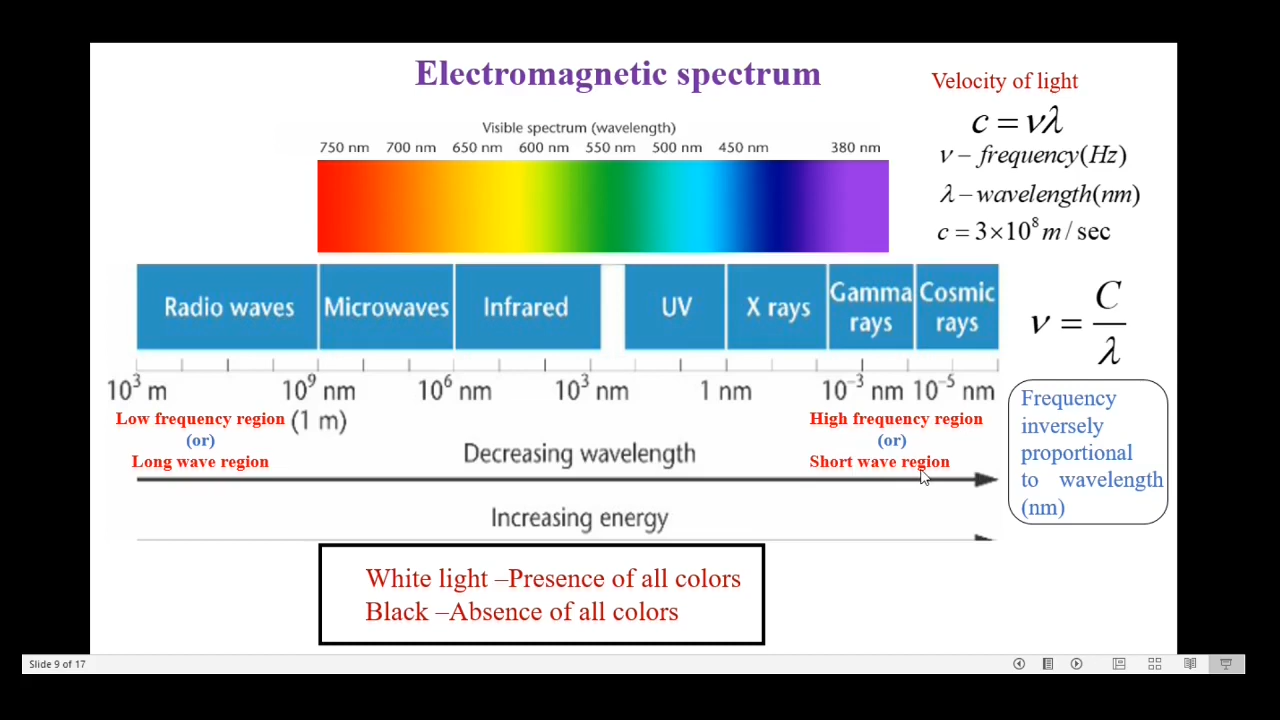 Electromagnetic spectrum
Velocity of light
c = νλ
ν – frequency(Hz)
λ – wavelength(nm)
c = 3×10⁸ m / sec
ν = C/λ
Visible spectrum (wavelength)
750 nm 700 nm 650 nm 600 nm 550 nm 500 nm 450 nm 380 nm
Radio waves Microwaves Infrared UV X rays Gamma rays Cosmic rays
10³ m 10⁹ nm 10⁶ nm 10³ nm 1 nm 10⁻³ nm 10⁻⁵ nm
(1 m)
Low frequency region
(or)
Long wave region
High frequency region
(or)
Short wave region
Decreasing wavelength
Increasing energy
Frequency
inversely
proportional
to wavelength
(nm)
White light –Presence of all colors
Black –Absence of all colors
Slide 9 of 17